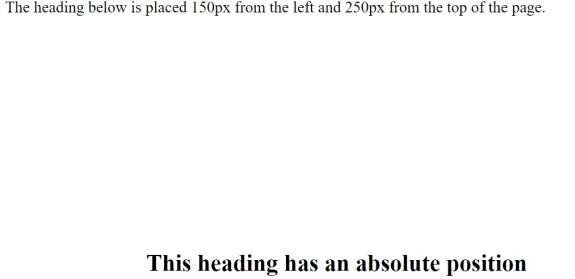 The heading below is placed 150px from the left and 250px from the top of the page.
This heading has an absolute position